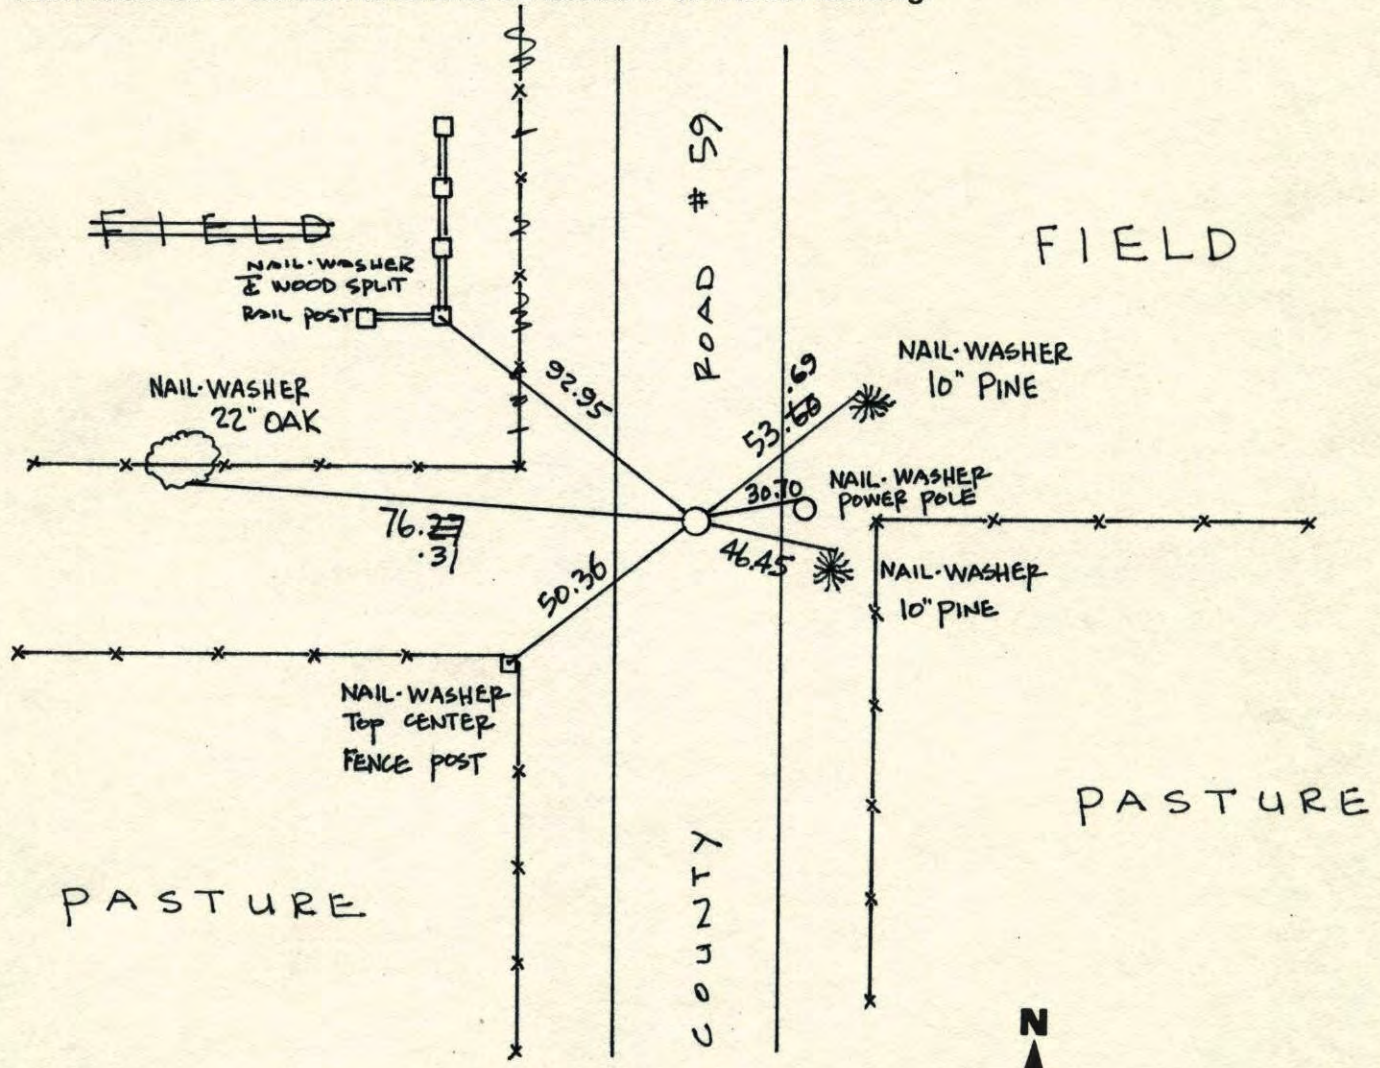 ROAD # 59
FIELD
FIELD
NAIL·WASHER
℄ WOOD SPLIT
RAIL POST
NAIL·WASHER
10" PINE
92.95
.69
53.60
NAIL·WASHER
22" OAK
30.70
NAIL·WASHER
POWER POLE
76.27
.31
46.45
50.36
NAIL·WASHER
10" PINE
NAIL·WASHER
Top CENTER
FENCE POST
PASTURE
PASTURE
COUNTY
N